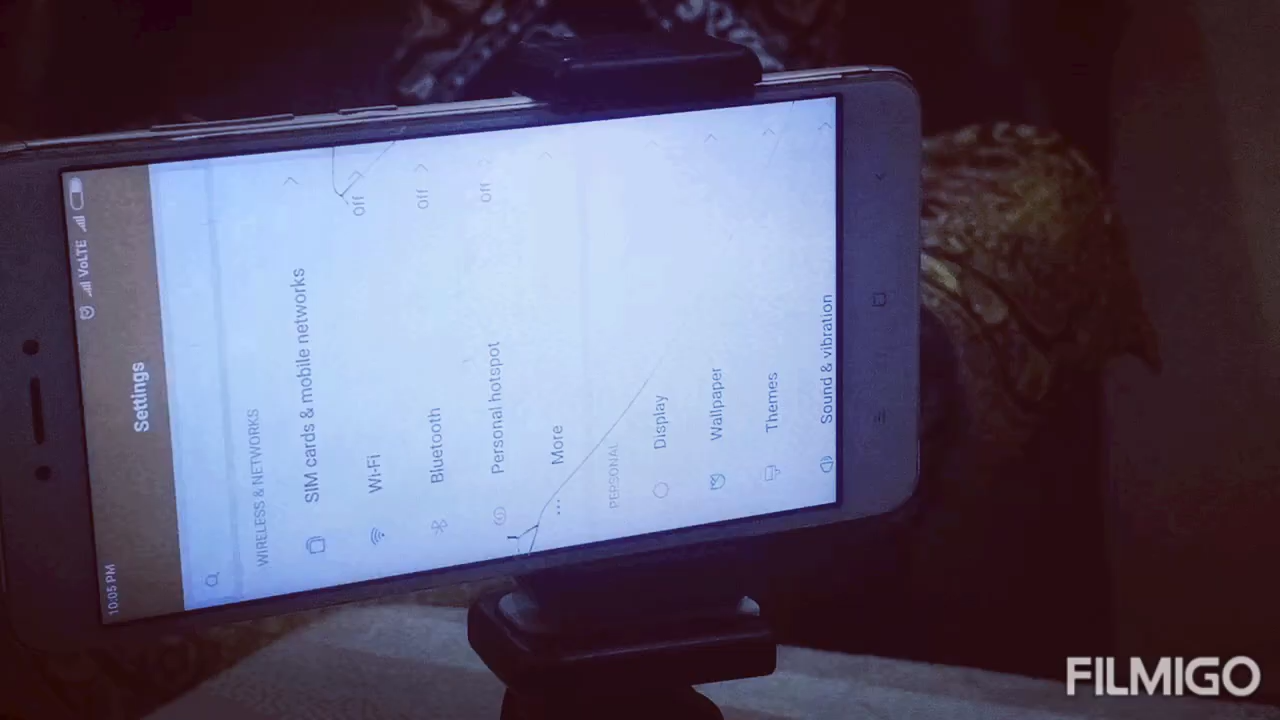 10:05 PM VoLTE
Settings
WIRELESS & NETWORKS
SIM cards & mobile networks
Wi-Fi Off
Bluetooth Off
Personal hotspot Off
More
PERSONAL
Display
Wallpaper
Themes
Sound & vibration
FILMIGO